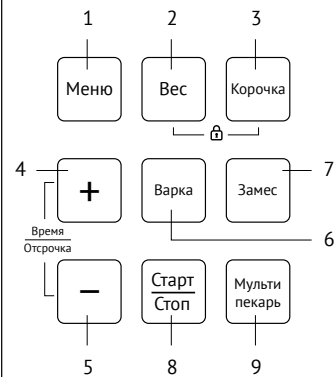 1 2 3
Меню Вес Корочка
4 + Варка Замес 7
Время
Отсрочка
6
− Старт
Стоп Мульти
пекарь
5 8 9